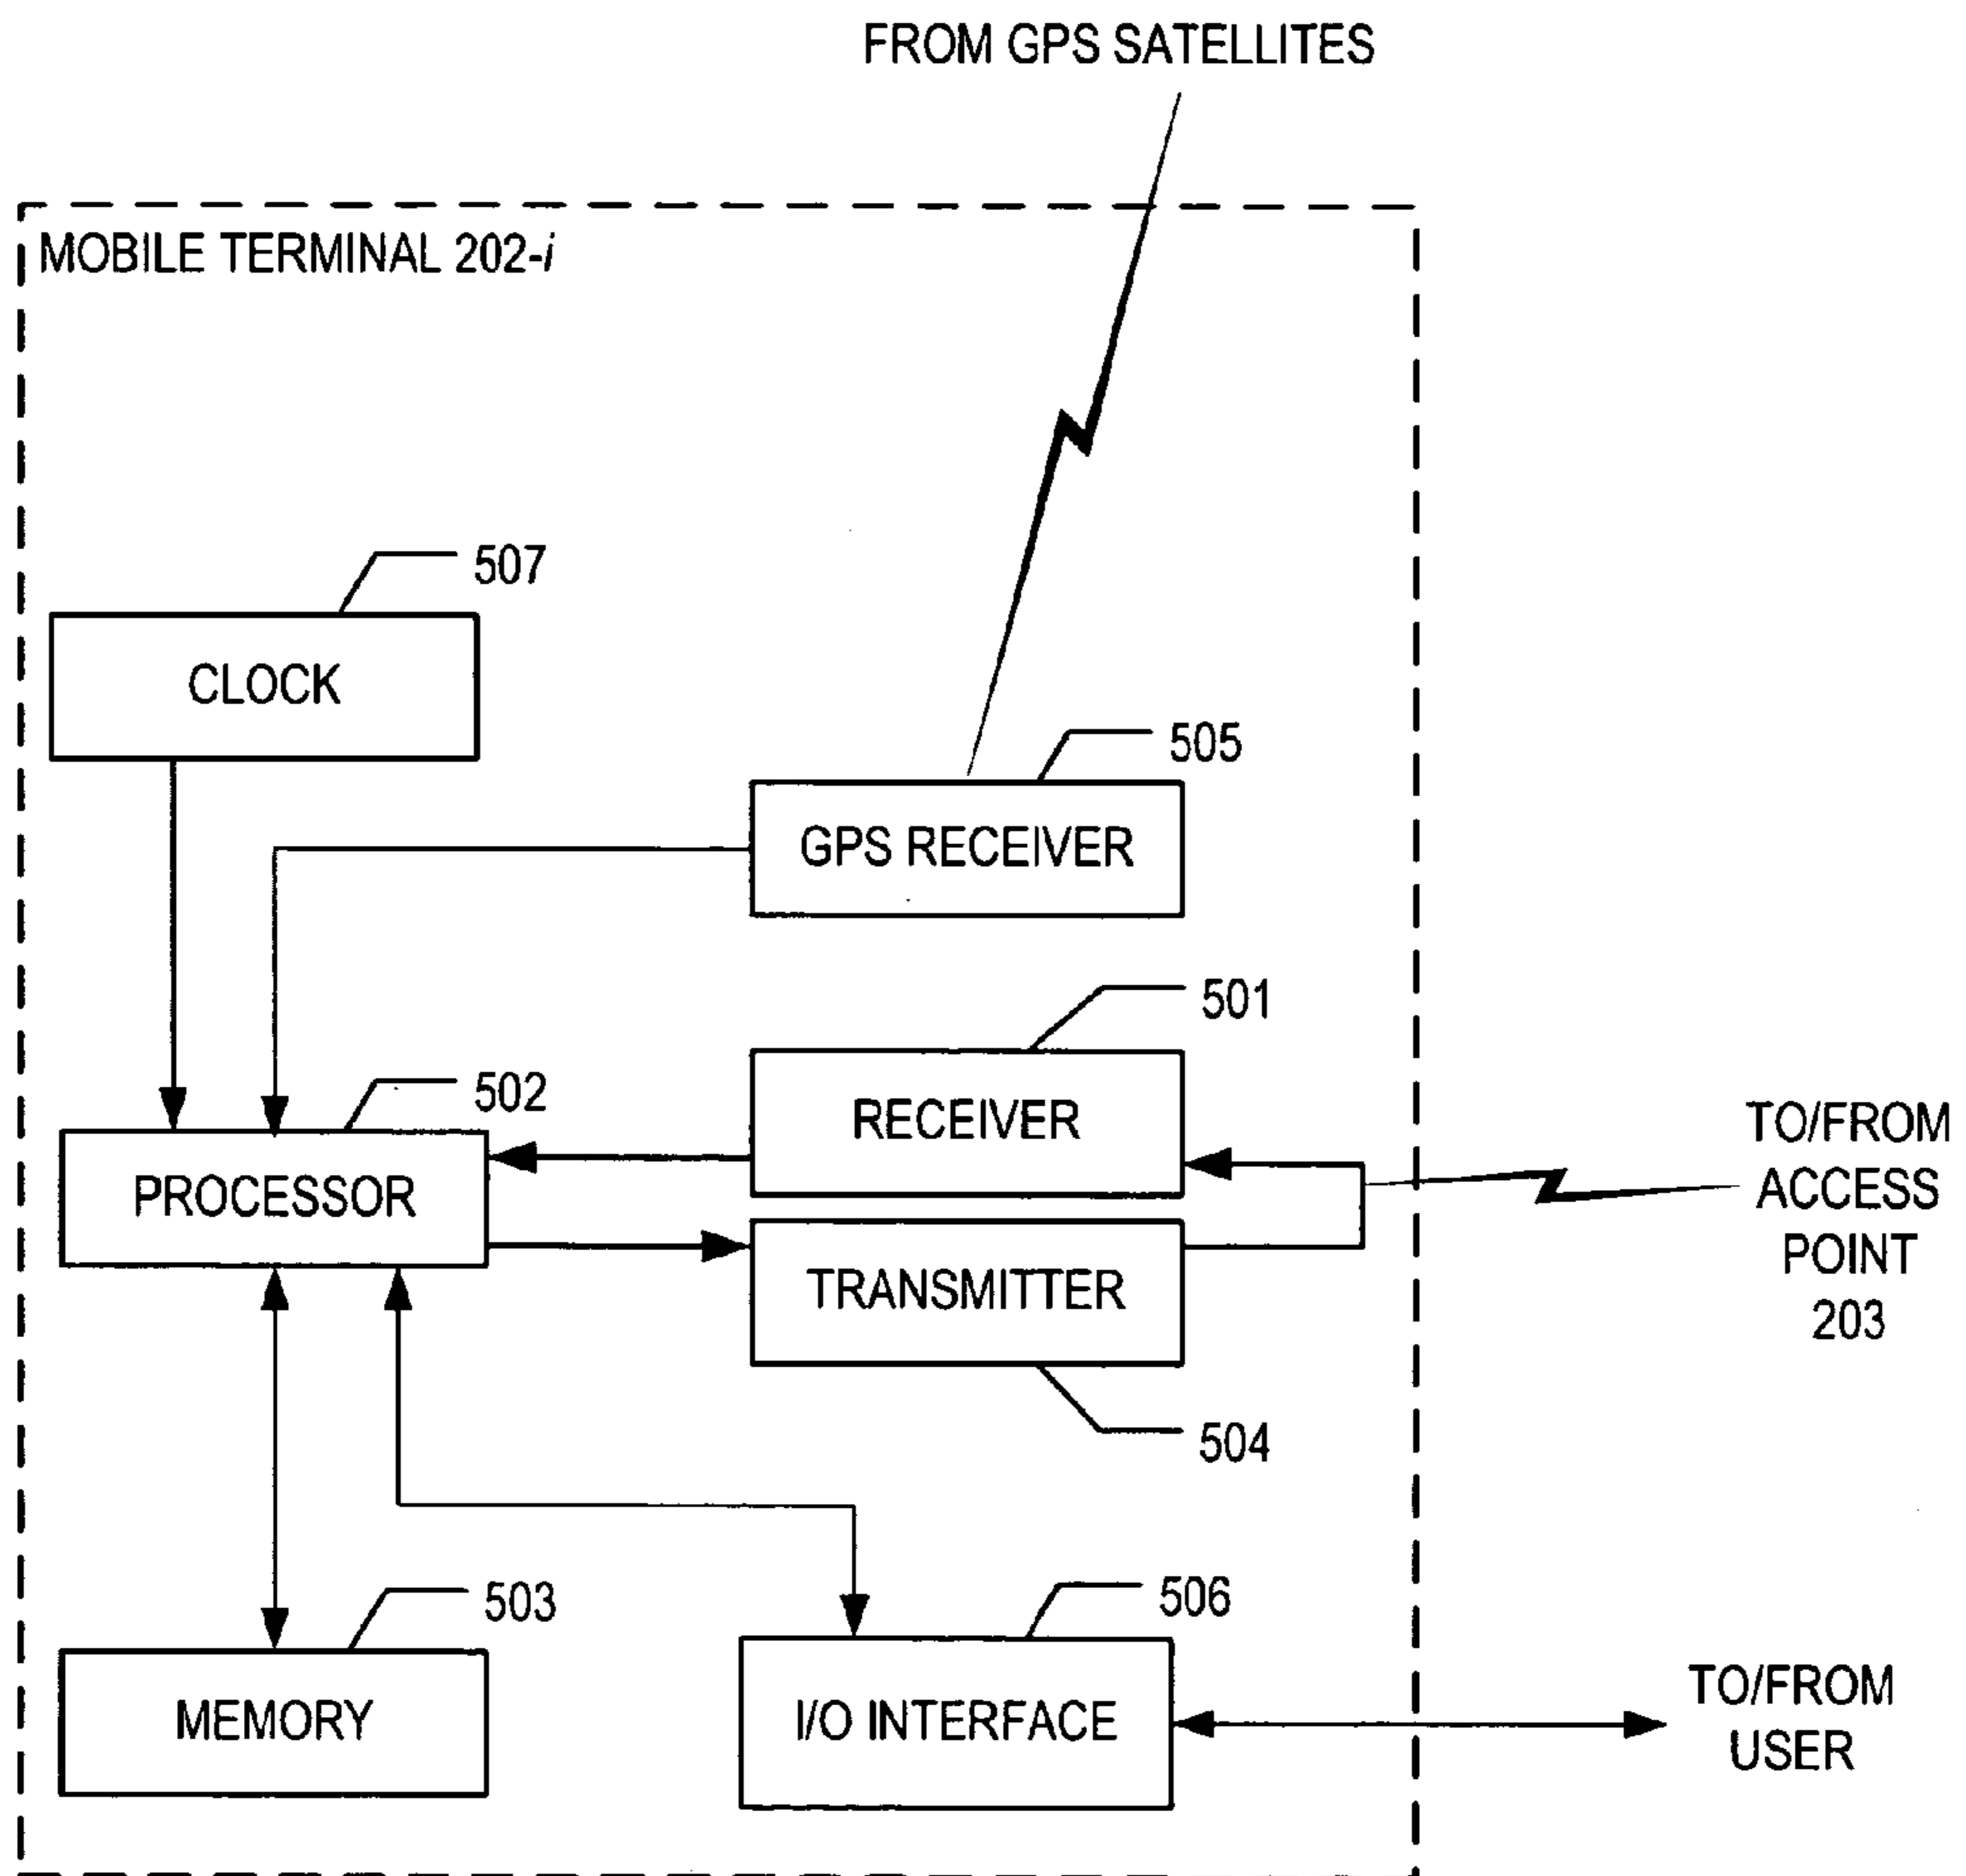 FROM GPS SATELLITES
MOBILE TERMINAL 202-i
507
CLOCK
505
GPS RECEIVER
501
RECEIVER
502
PROCESSOR
TO/FROM
ACCESS
POINT
203
TRANSMITTER
504
503
MEMORY
506
I/O INTERFACE
TO/FROM
USER